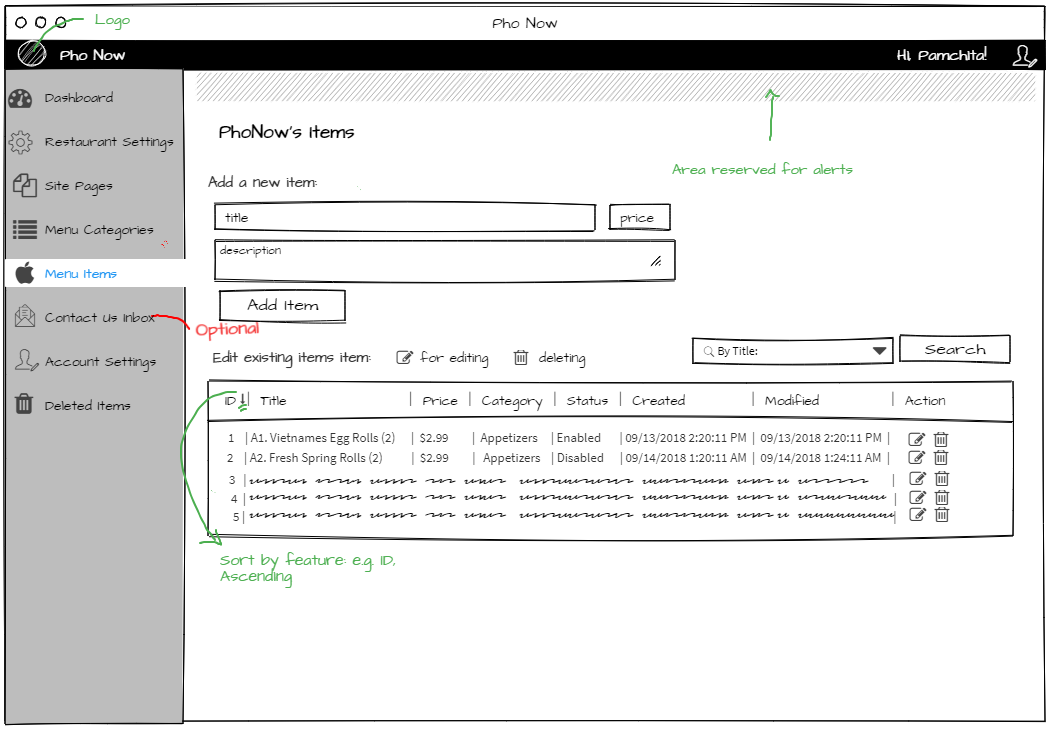 Logo
Pho Now
Pho Now
Hi, Pamchita!
Dashboard
Restaurant Settings
Site Pages
Menu Categories
Menu Items
Contact Us Inbox
Optional
Account Settings
Deleted Items
Area reserved for alerts
PhoNow's Items
Add a new item:
title
price
description
Add Item
Edit existing items item: for editing deleting
By Title:
Search
ID Title Price Category Status Created Modified Action
1 A1. Vietnames Egg Rolls (2) $2.99 Appetizers Enabled 09/13/2018 2:20:11 PM 09/13/2018 2:20:11 PM
2 A2. Fresh Spring Rolls (2) $2.99 Appetizers Disabled 09/14/2018 1:20:11 AM 09/14/2018 1:24:11 AM
3
4
5
Sort by feature: e.g. ID,
Ascending